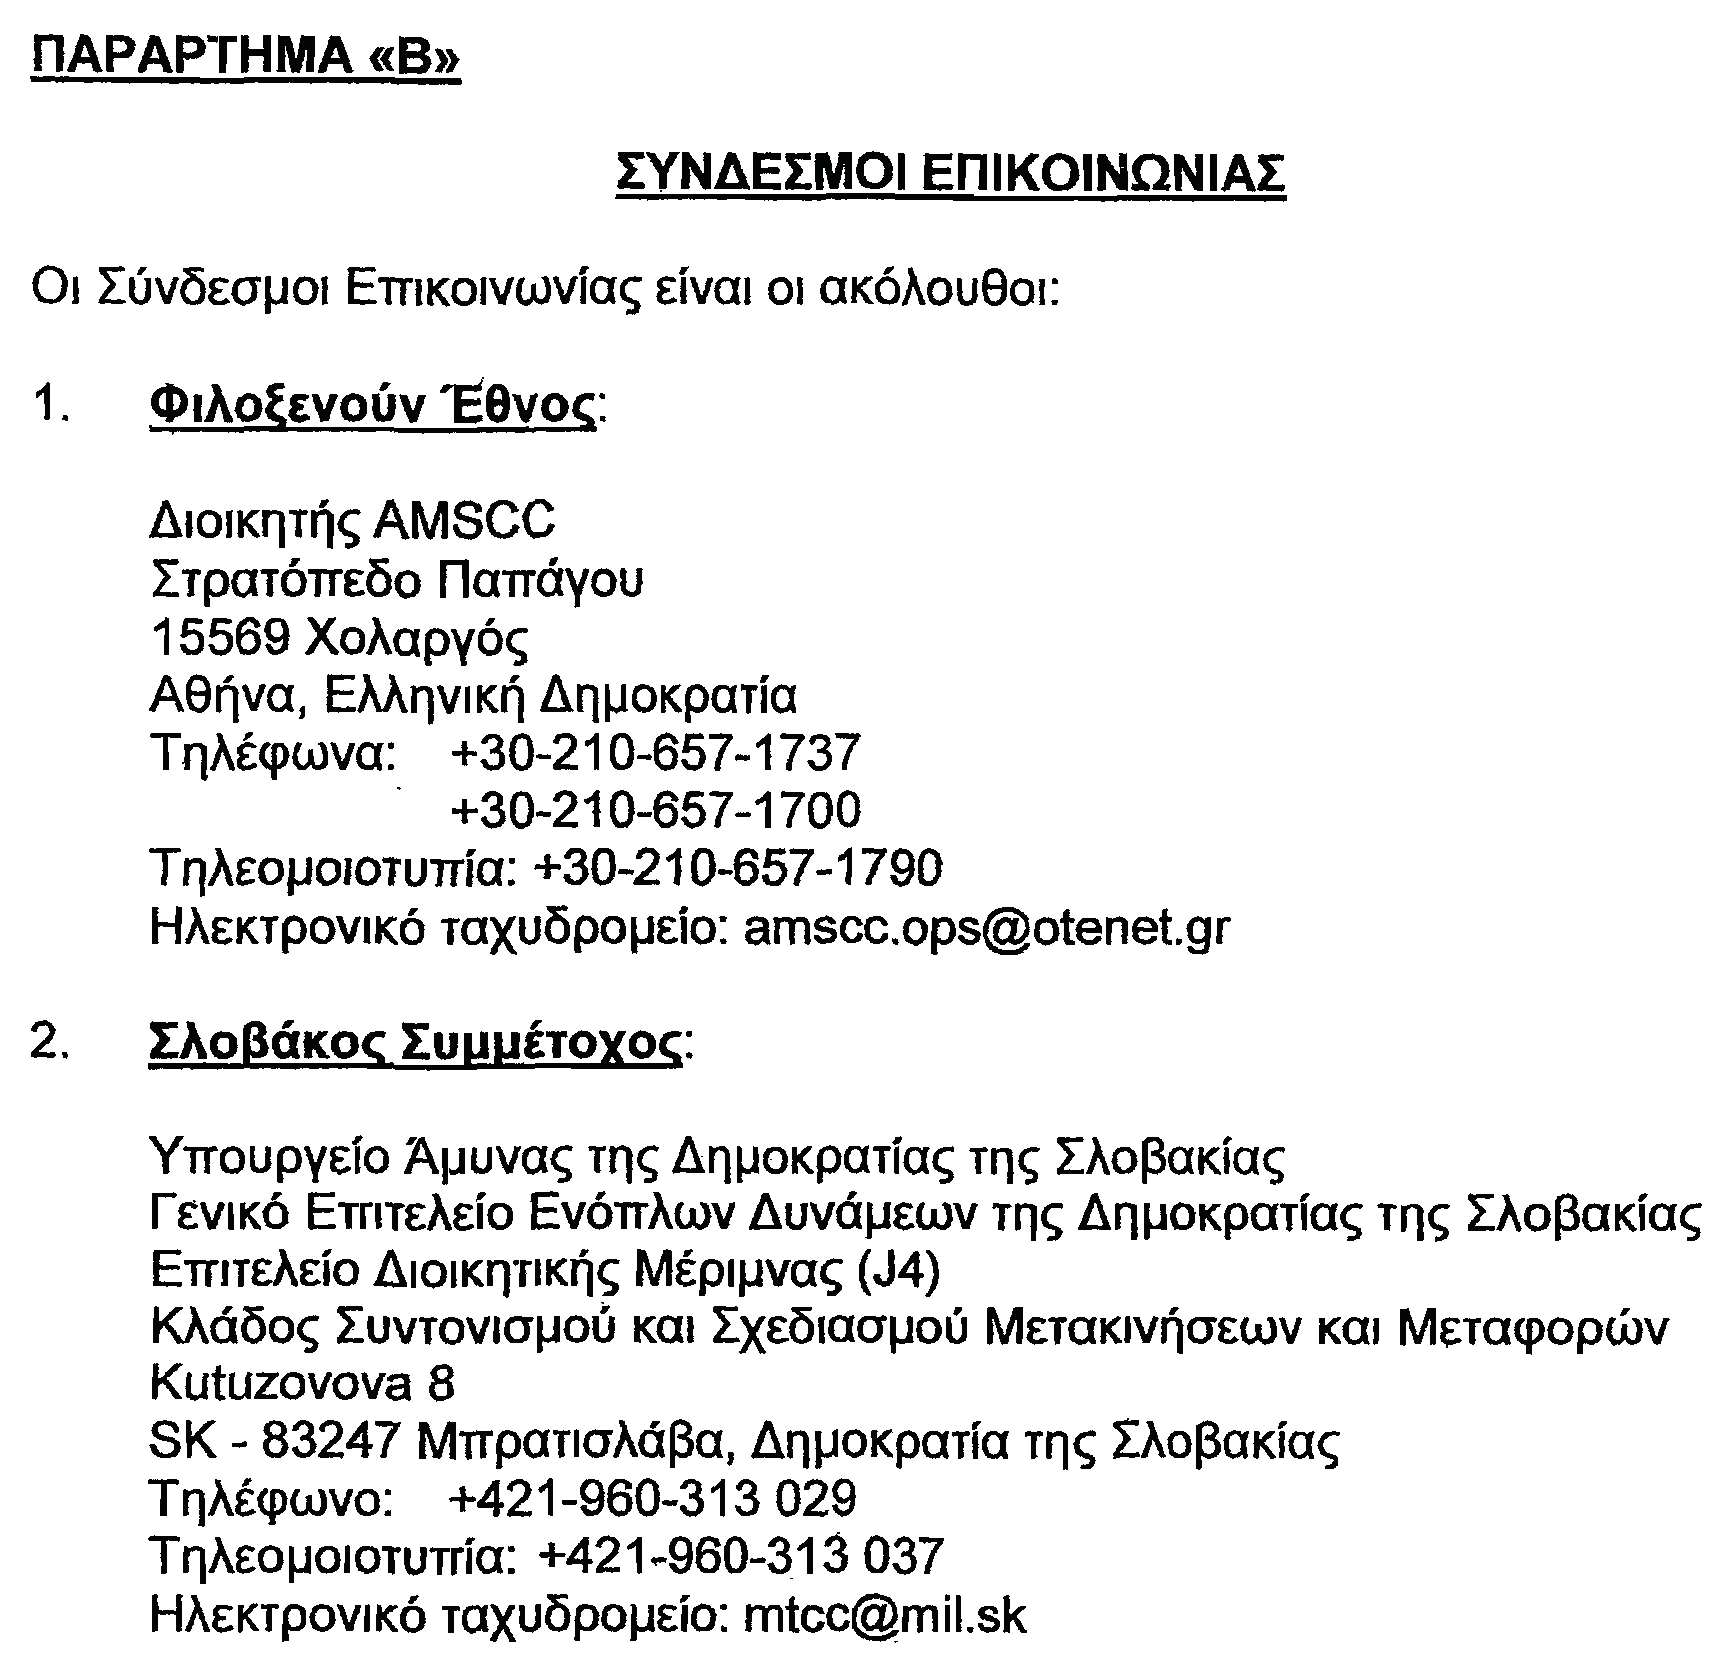 ΠΑΡΑΡΤΗΜΑ «Β»
ΣΥΝΔΕΣΜΟΙ ΕΠΙΚΟΙΝΩΝΙΑΣ
Οι Σύνδεσμοι Επικοινωνίας είναι οι ακόλουθοι:
1. Φιλοξενούν Έθνος:
Διοικητής AMSCC
Στρατόπεδο Παπάγου
15569 Χολαργός
Αθήνα, Ελληνική Δημοκρατία
Τηλέφωνα: +30-210-657-1737
+30-210-657-1700
Τηλεομοιοτυπία: +30-210-657-1790
Ηλεκτρονικό ταχυδρομείο: amscc.ops@otenet.gr
2. Σλοβάκος Συμμέτοχος:
Υπουργείο Άμυνας της Δημοκρατίας της Σλοβακίας
Γενικό Επιτελείο Ενόπλων Δυνάμεων της Δημοκρατίας της Σλοβακίας
Επιτελείο Διοικητικής Μέριμνας (J4)
Κλάδος Συντονισμού και Σχεδιασμού Μετακινήσεων και Μεταφορών
Kutuzovova 8
SK - 83247 Μπρατισλάβα, Δημοκρατία της Σλοβακίας
Τηλέφωνο: +421-960-313 029
Τηλεομοιοτυπία: +421-960-313 037
Ηλεκτρονικό ταχυδρομείο: mtcc@mil.sk